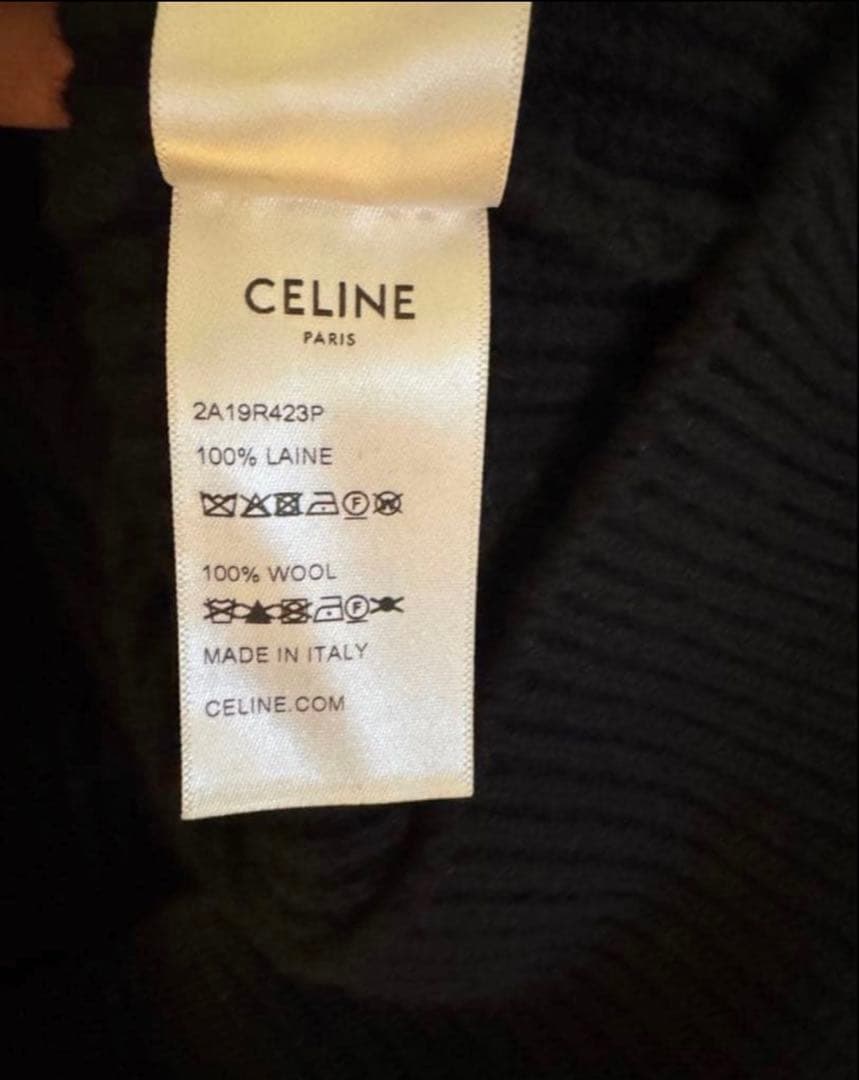 CELINE
PARIS
2A19R423P
100% LAINE
100% WOOL
MADE IN ITALY
CELINE.COM